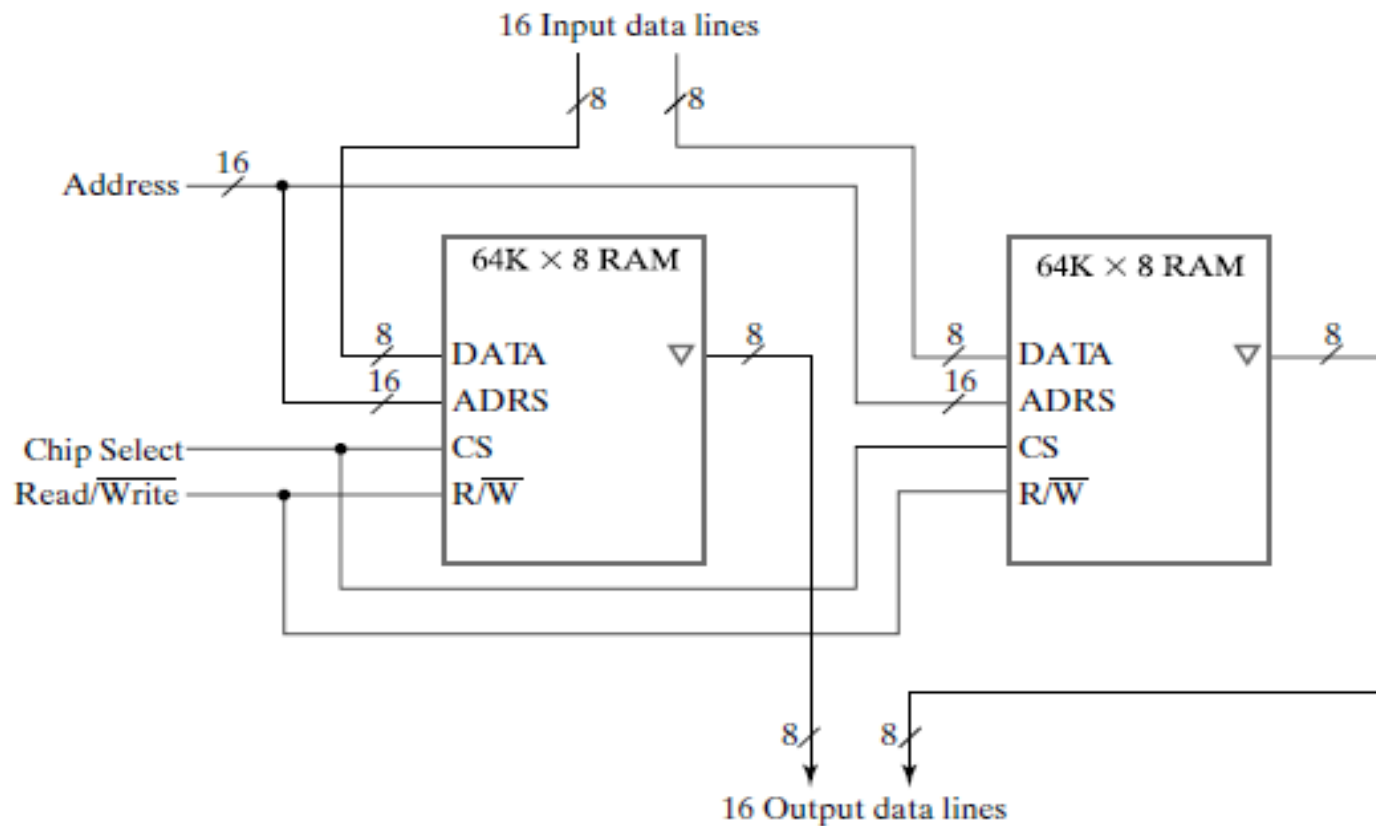 16 Input data lines
8
8
16
Address
64K × 8 RAM
64K × 8 RAM
8
DATA
8
8
DATA
8
16
ADRS
16
ADRS
Chip Select
CS
CS
Read/W̅r̅i̅t̅e̅
R/W̅
R/W̅
8
8
16 Output data lines